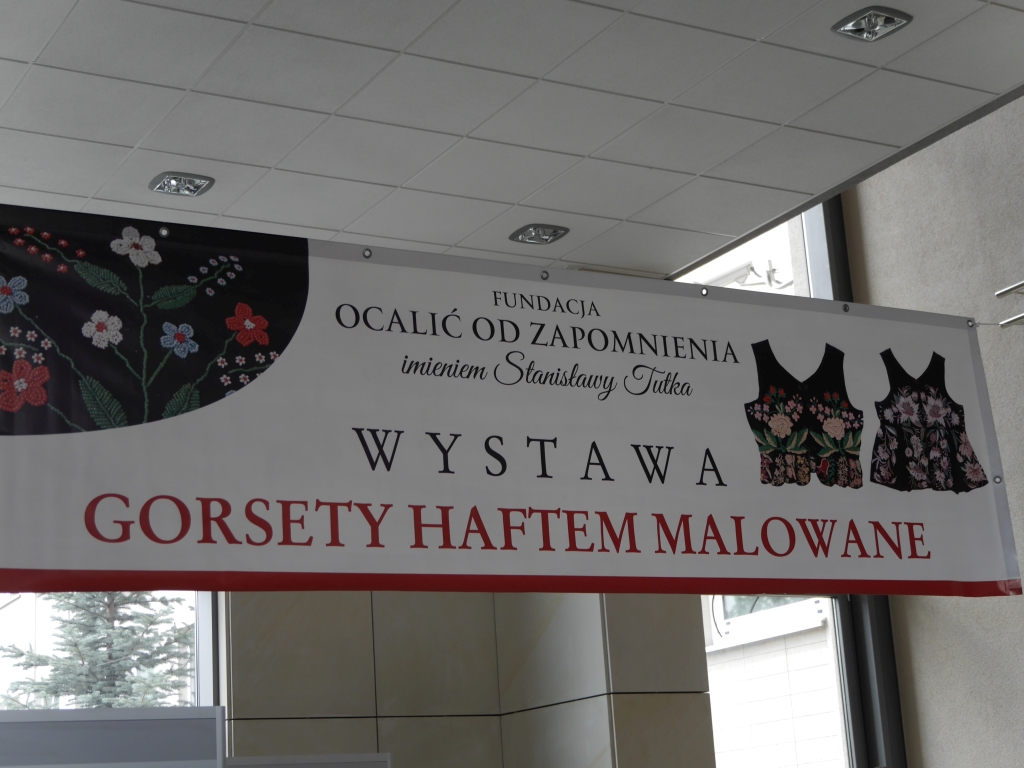 FUNDACJA
OCALIĆ OD ZAPOMNIENIA
imieniem Stanisławy Tutka
WYSTAWA
GORSETY HAFTEM MALOWANE